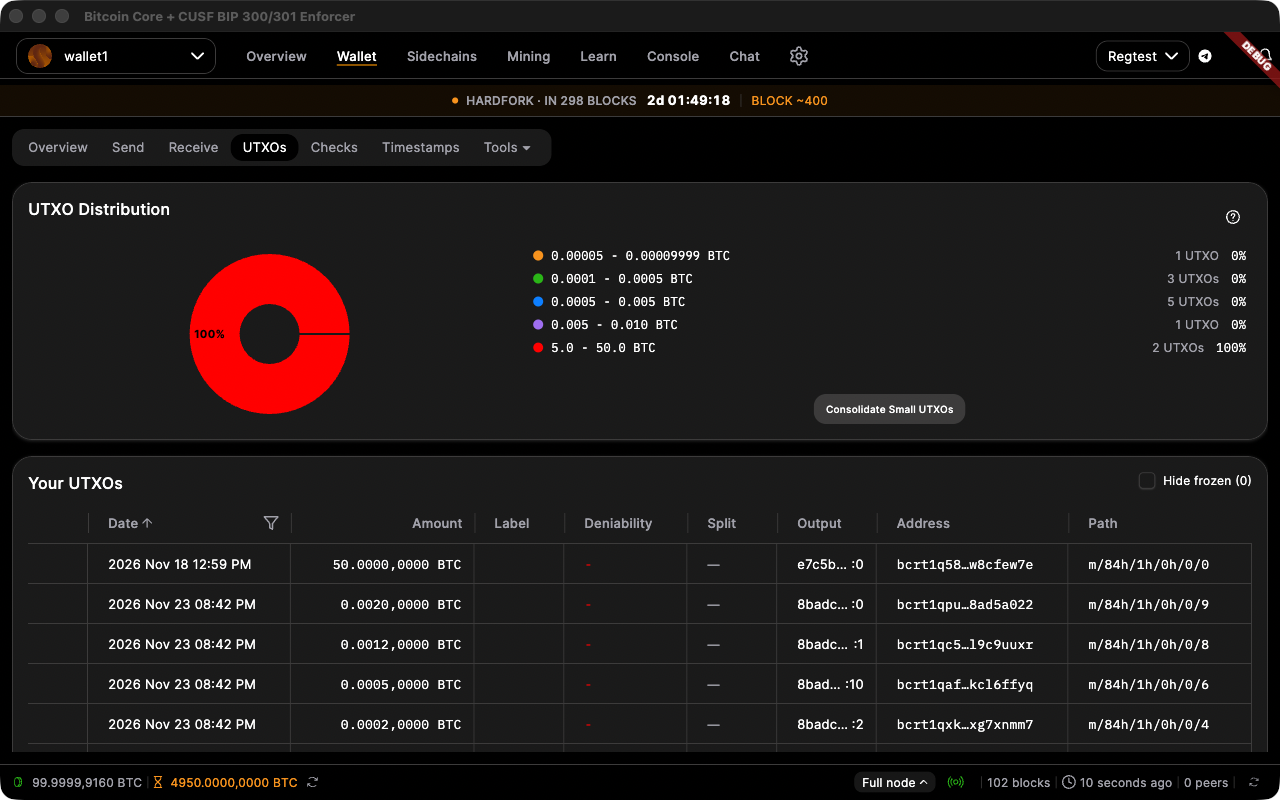 Bitcoin Core + CUSF BIP 300/301 Enforcer
wallet1 Overview Wallet Sidechains Mining Learn Console Chat Regtest DEBUG
HARDFORK · IN 298 BLOCKS 2d 01:49:18 BLOCK ~400
Overview Send Receive UTXOs Checks Timestamps Tools
UTXO Distribution
100%
0.00005 - 0.00009999 BTC 1 UTXO 0%
0.0001 - 0.0005 BTC 3 UTXOs 0%
0.0005 - 0.005 BTC 5 UTXOs 0%
0.005 - 0.010 BTC 1 UTXO 0%
5.0 - 50.0 BTC 2 UTXOs 100%
Consolidate Small UTXOs
Your UTXOs Hide frozen (0)
Date Amount Label Deniability Split Output Address Path
2026 Nov 18 12:59 PM 50.0000,0000 BTC - — e7c5b... :0 bcrt1q58…w8cfew7e m/84h/1h/0h/0/0
2026 Nov 23 08:42 PM 0.0020,0000 BTC - — 8badc... :0 bcrt1qpu…8ad5a022 m/84h/1h/0h/0/9
2026 Nov 23 08:42 PM 0.0012,0000 BTC - — 8badc... :1 bcrt1qc5…l9c9uuxr m/84h/1h/0h/0/8
2026 Nov 23 08:42 PM 0.0005,0000 BTC - — 8bad... :10 bcrt1qaf…kcl6ffyq m/84h/1h/0h/0/6
2026 Nov 23 08:42 PM 0.0002,0000 BTC - — 8badc... :2 bcrt1qxk…xg7xnmm7 m/84h/1h/0h/0/4
99.9999,9160 BTC 4950.0000,0000 BTC Full node 102 blocks 10 seconds ago 0 peers